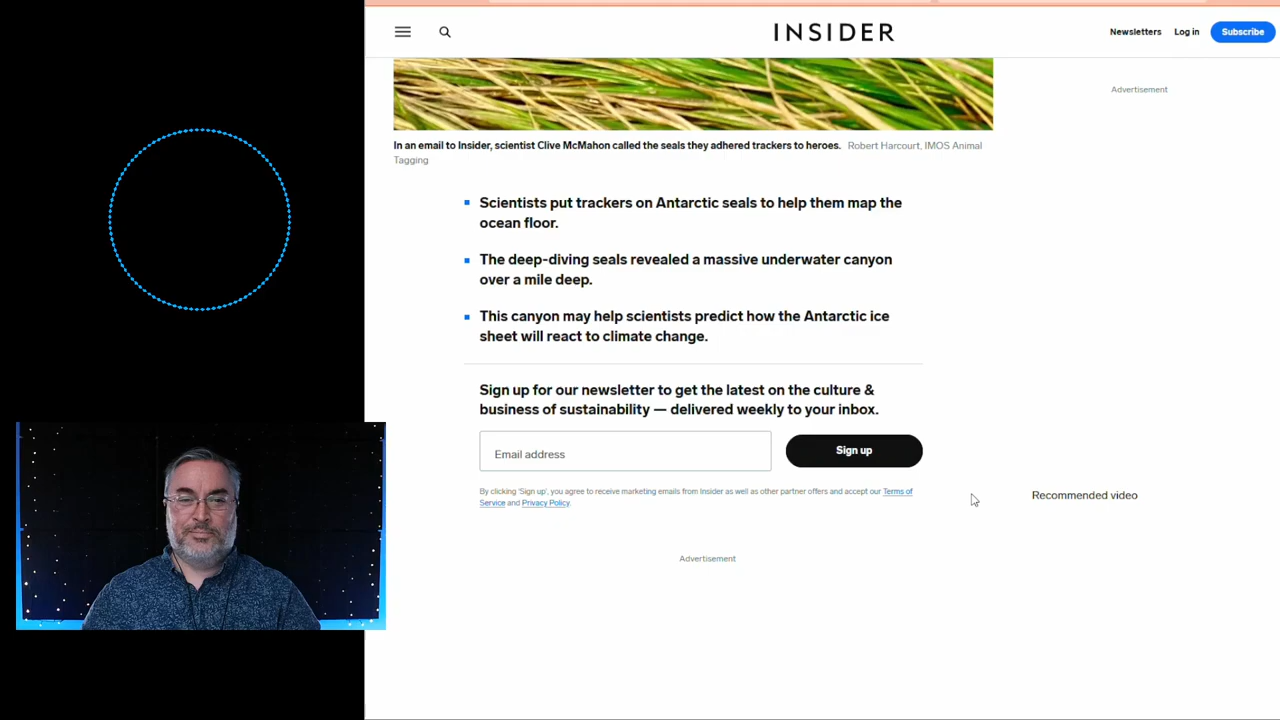 INSIDER
Newsletters Log in Subscribe
Advertisement
In an email to Insider, scientist Clive McMahon called the seals they adhered trackers to heroes. Robert Harcourt, IMOS Animal
Tagging
Scientists put trackers on Antarctic seals to help them map the
ocean floor.
The deep-diving seals revealed a massive underwater canyon
over a mile deep.
This canyon may help scientists predict how the Antarctic ice
sheet will react to climate change.
Sign up for our newsletter to get the latest on the culture &
business of sustainability — delivered weekly to your inbox.
Email address
Sign up
By clicking 'Sign up', you agree to receive marketing emails from Insider as well as other partner offers and accept our Terms of
Service and Privacy Policy.
Recommended video
Advertisement